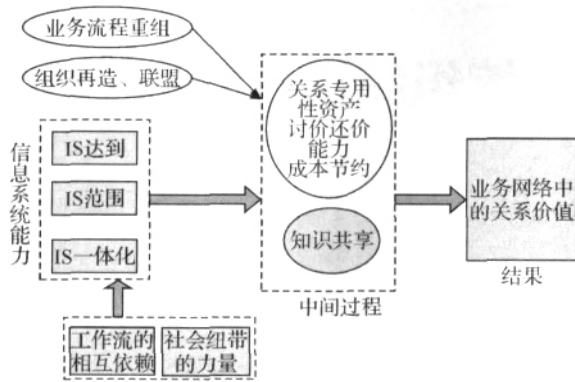 业务流程重组
组织再造、联盟
关系专用
性资产
讨价还价
能力
成本节约
信息系统能力
IS达到
IS范围
IS一体化
知识共享
业务网络中
的关系价值
结果
中间过程
工作流的
相互依赖
社会纽带
的力量